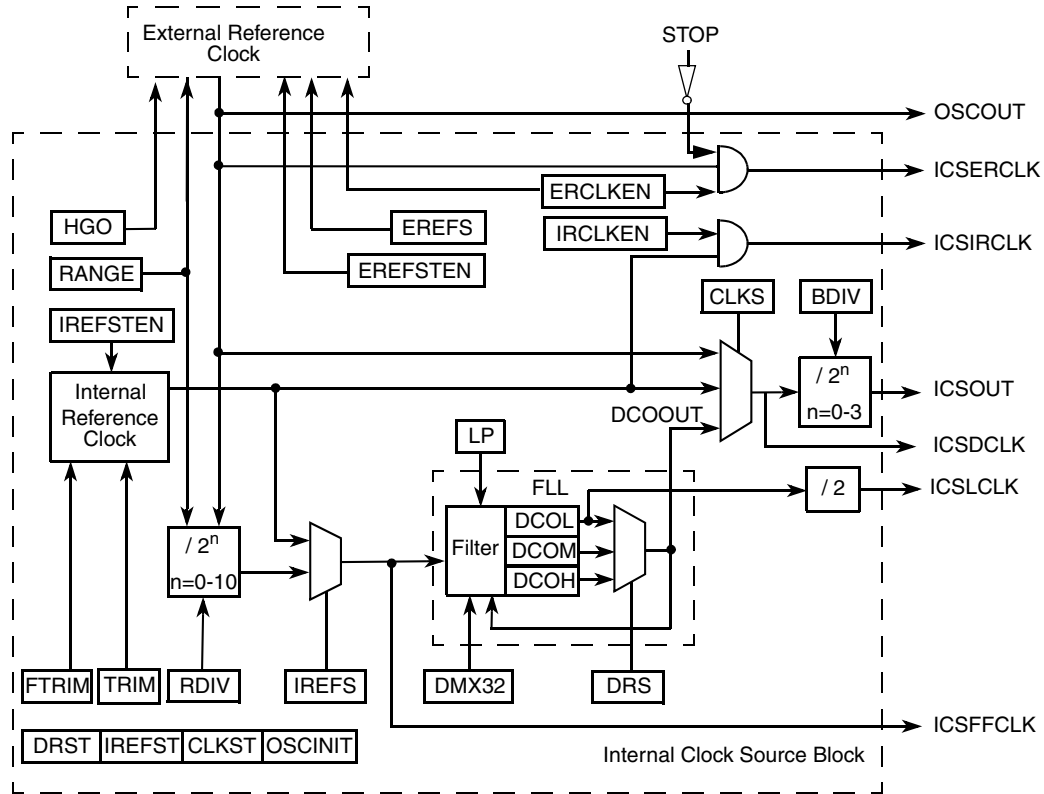 External Reference
Clock
STOP
OSCOUT
ICSERCLK
ERCLKEN
HGO
EREFS
IRCLKEN
ICSIRCLK
RANGE
EREFSTEN
CLKS
BDIV
IREFSTEN
Internal
Reference
Clock
/ 2ⁿ
n=0-3
ICSOUT
DCOOUT
LP
ICSDCLK
FLL
/ 2
ICSLCLK
/ 2ⁿ
n=0-10
Filter
DCOL
DCOM
DCOH
FTRIM
TRIM
RDIV
IREFS
DMX32
DRS
ICSFFCLK
DRST IREFST CLKST OSCINIT
Internal Clock Source Block